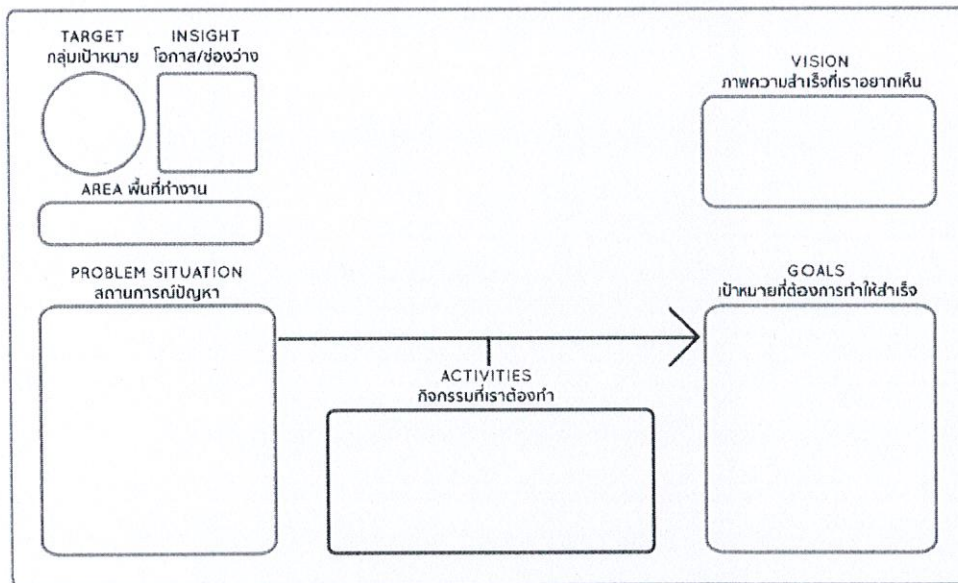 TARGET
กลุ่มเป้าหมาย
INSIGHT
โอกาส/ช่องว่าง
VISION
ภาพความสำเร็จที่เราอยากเห็น
AREA พื้นที่ทำงาน
PROBLEM SITUATION
สถานการณ์ปัญหา
GOALS
เป้าหมายที่ต้องการทำให้สำเร็จ
ACTIVITIES
กิจกรรมที่เราต้องทำ